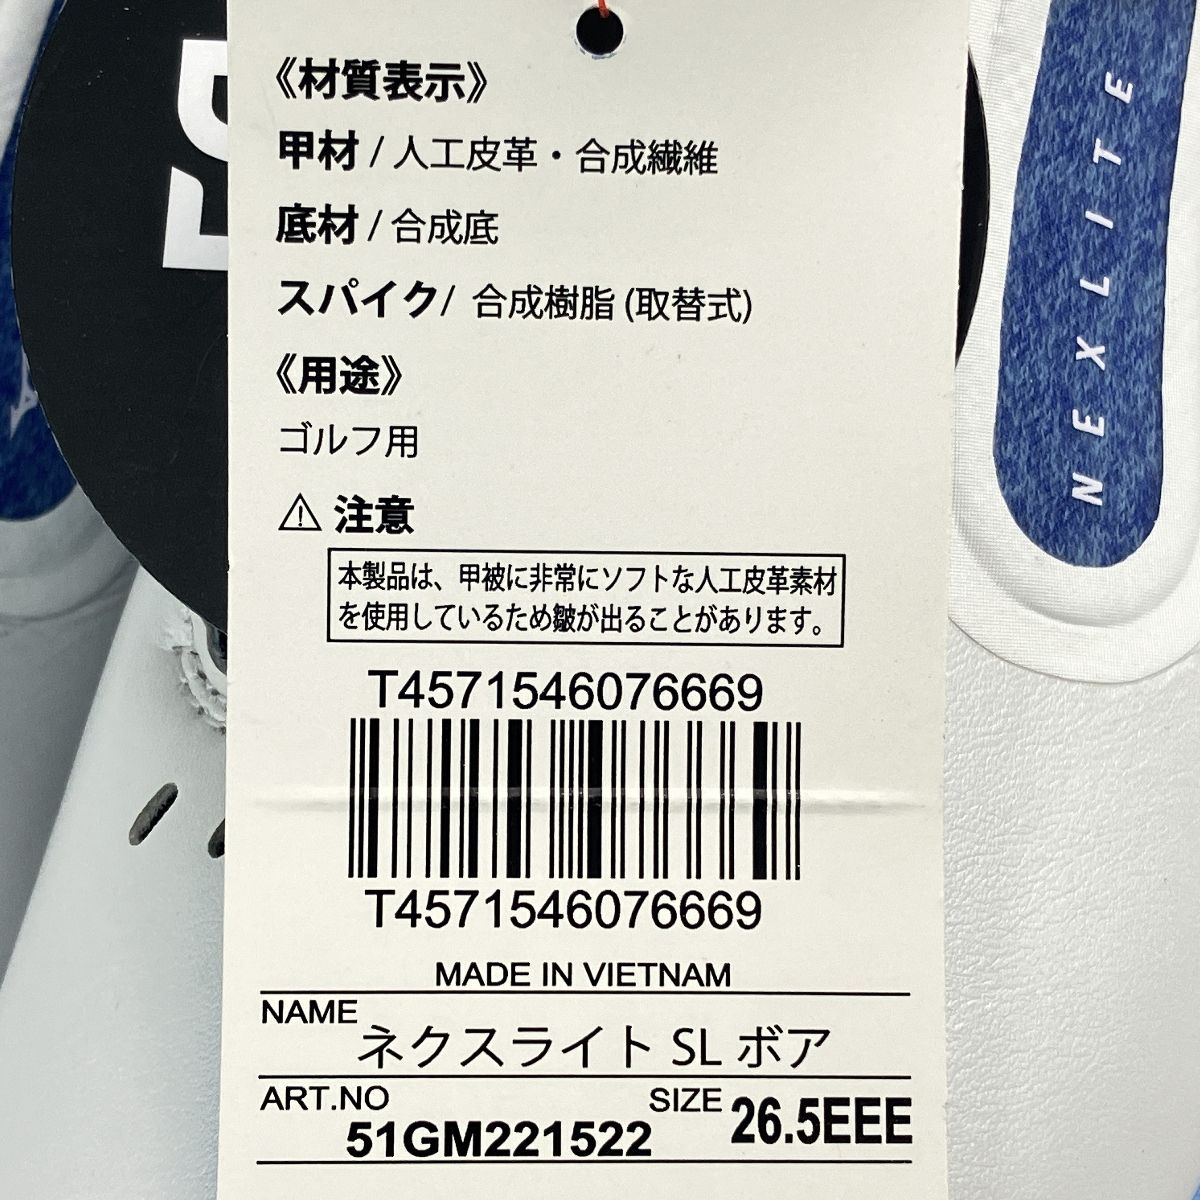 《材質表示》
甲材 / 人工皮革・合成繊維
底材 / 合成底
スパイク/ 合成樹脂 (取替式)
《用途》
ゴルフ用
⚠ 注意
本製品は、甲被に非常にソフトな人工皮革素材
を使用しているため皺が出ることがあります。
T4571546076669
T4571546076669
MADE IN VIETNAM
NAME ネクスライト SL ボア
ART.NO 51GM221522 SIZE 26.5EEE
NEXLITE